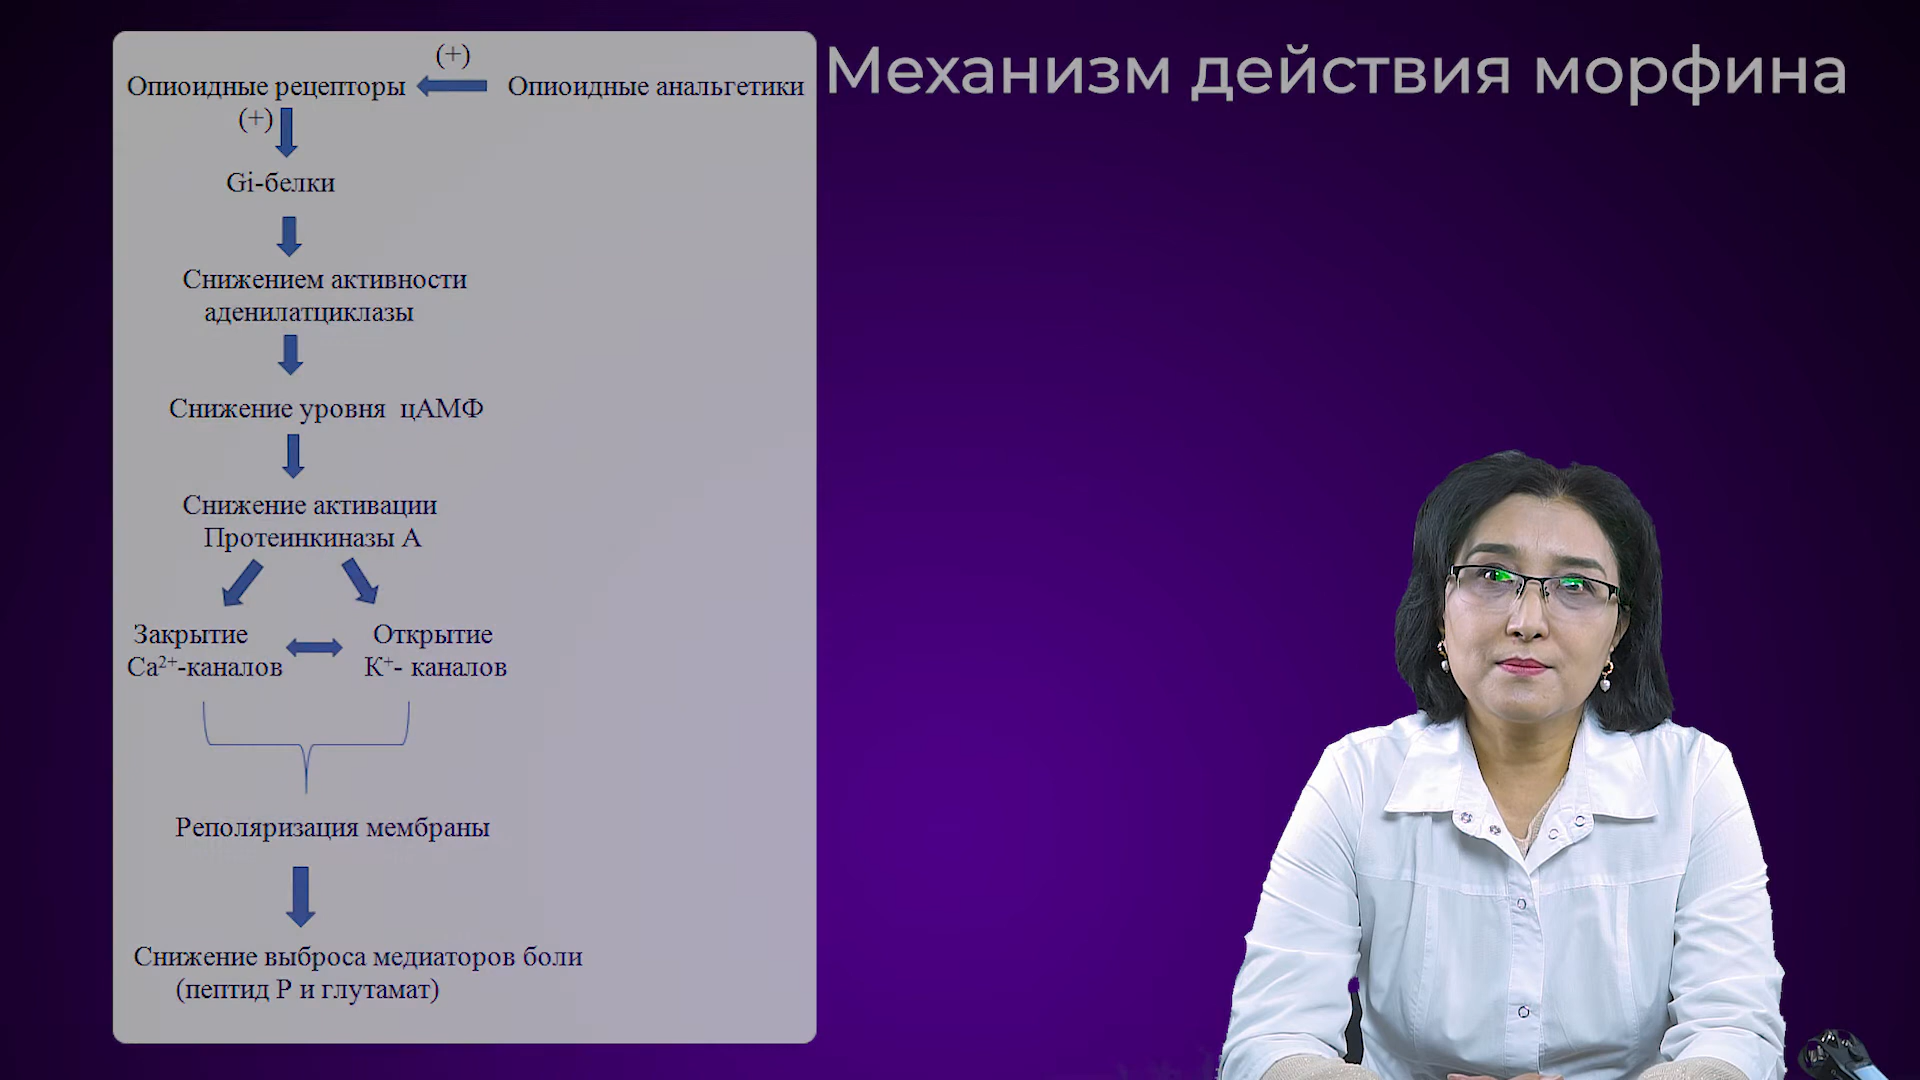 Механизм действия морфина
(+)
Опиоидные рецепторы Опиоидные анальгетики
(+)
Gi-белки
Снижением активности
аденилатциклазы
Снижение уровня цАМФ
Снижение активации
Протеинкиназы А
Закрытие Открытие
Ca²⁺-каналов К⁺- каналов
Реполяризация мембраны
Снижение выброса медиаторов боли
(пептид Р и глутамат)